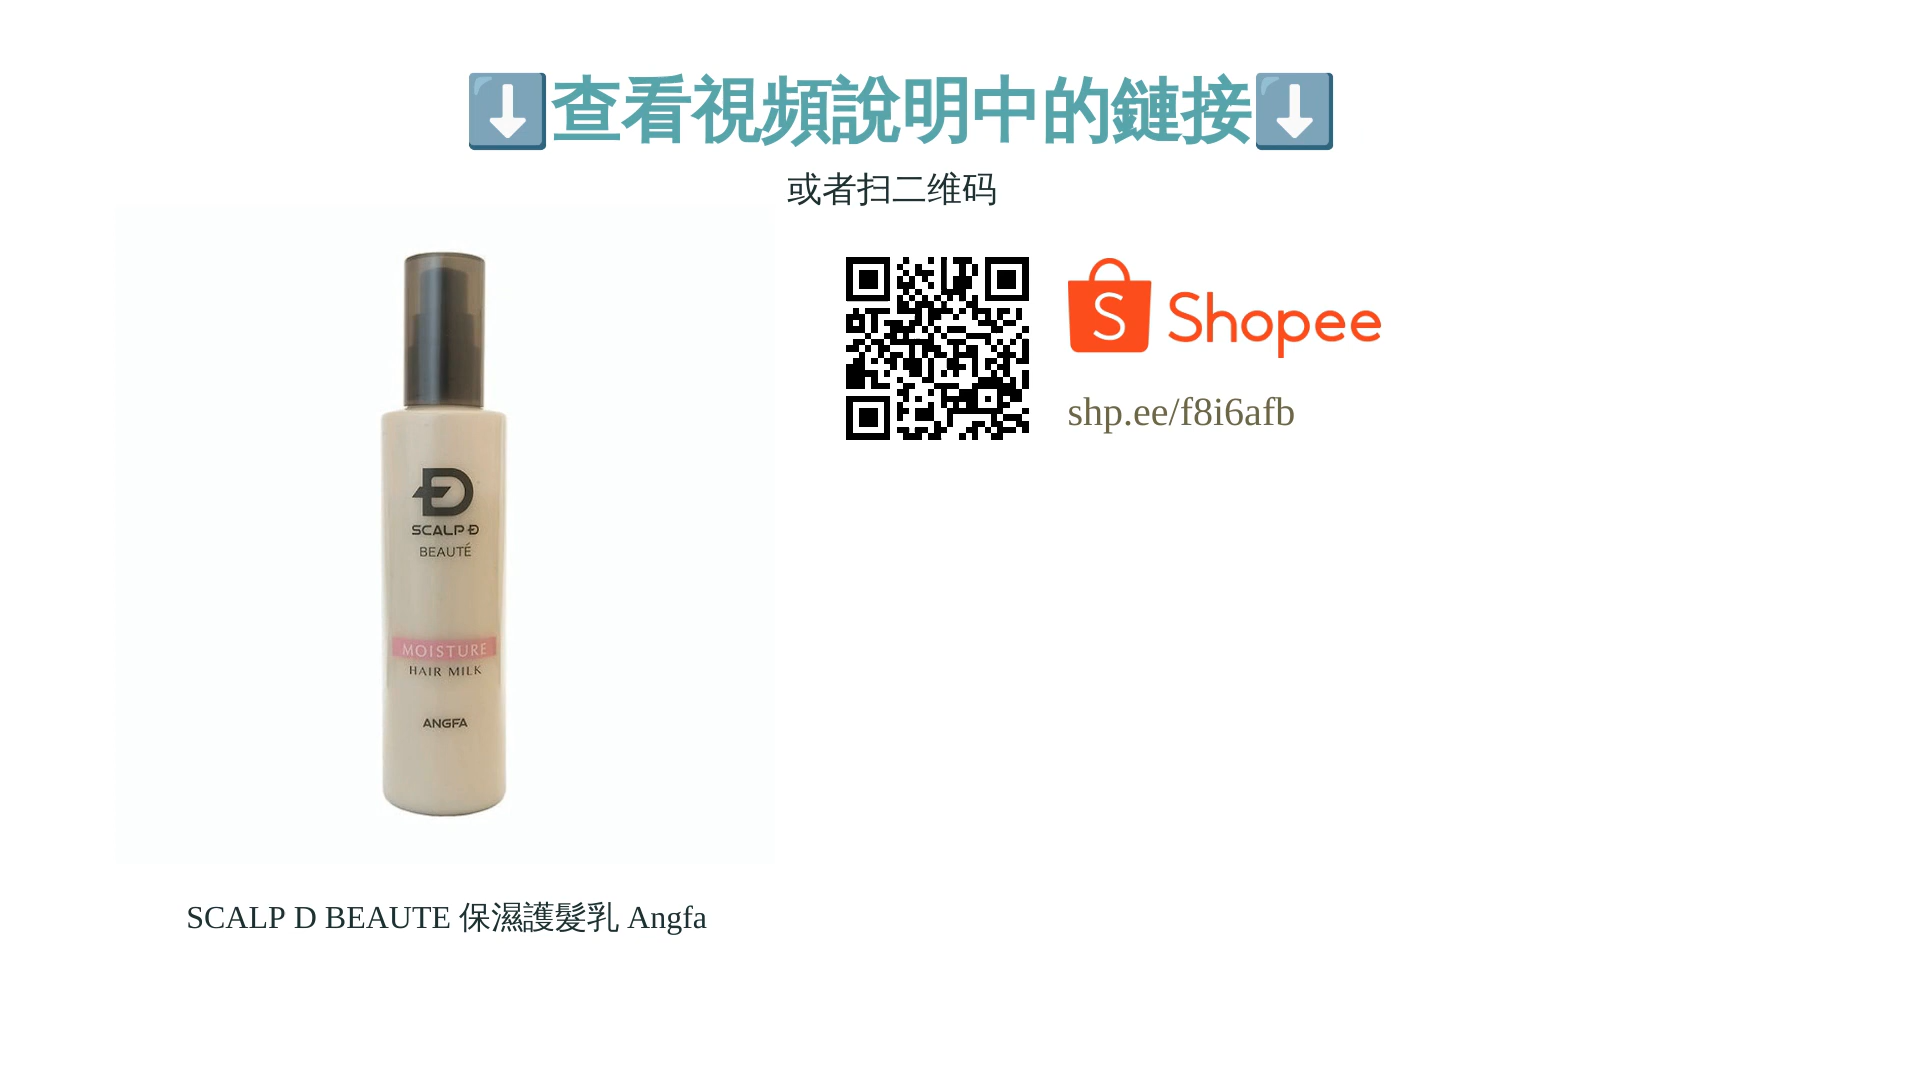 ⬇️查看視頻說明中的鏈接⬇️
或者扫二维码
Shopee
shp.ee/f8i6afb
SCALP D
BEAUTÉ
MOISTURE
HAIR MILK
ANGFA
SCALP D BEAUTE 保濕護髮乳 Angfa